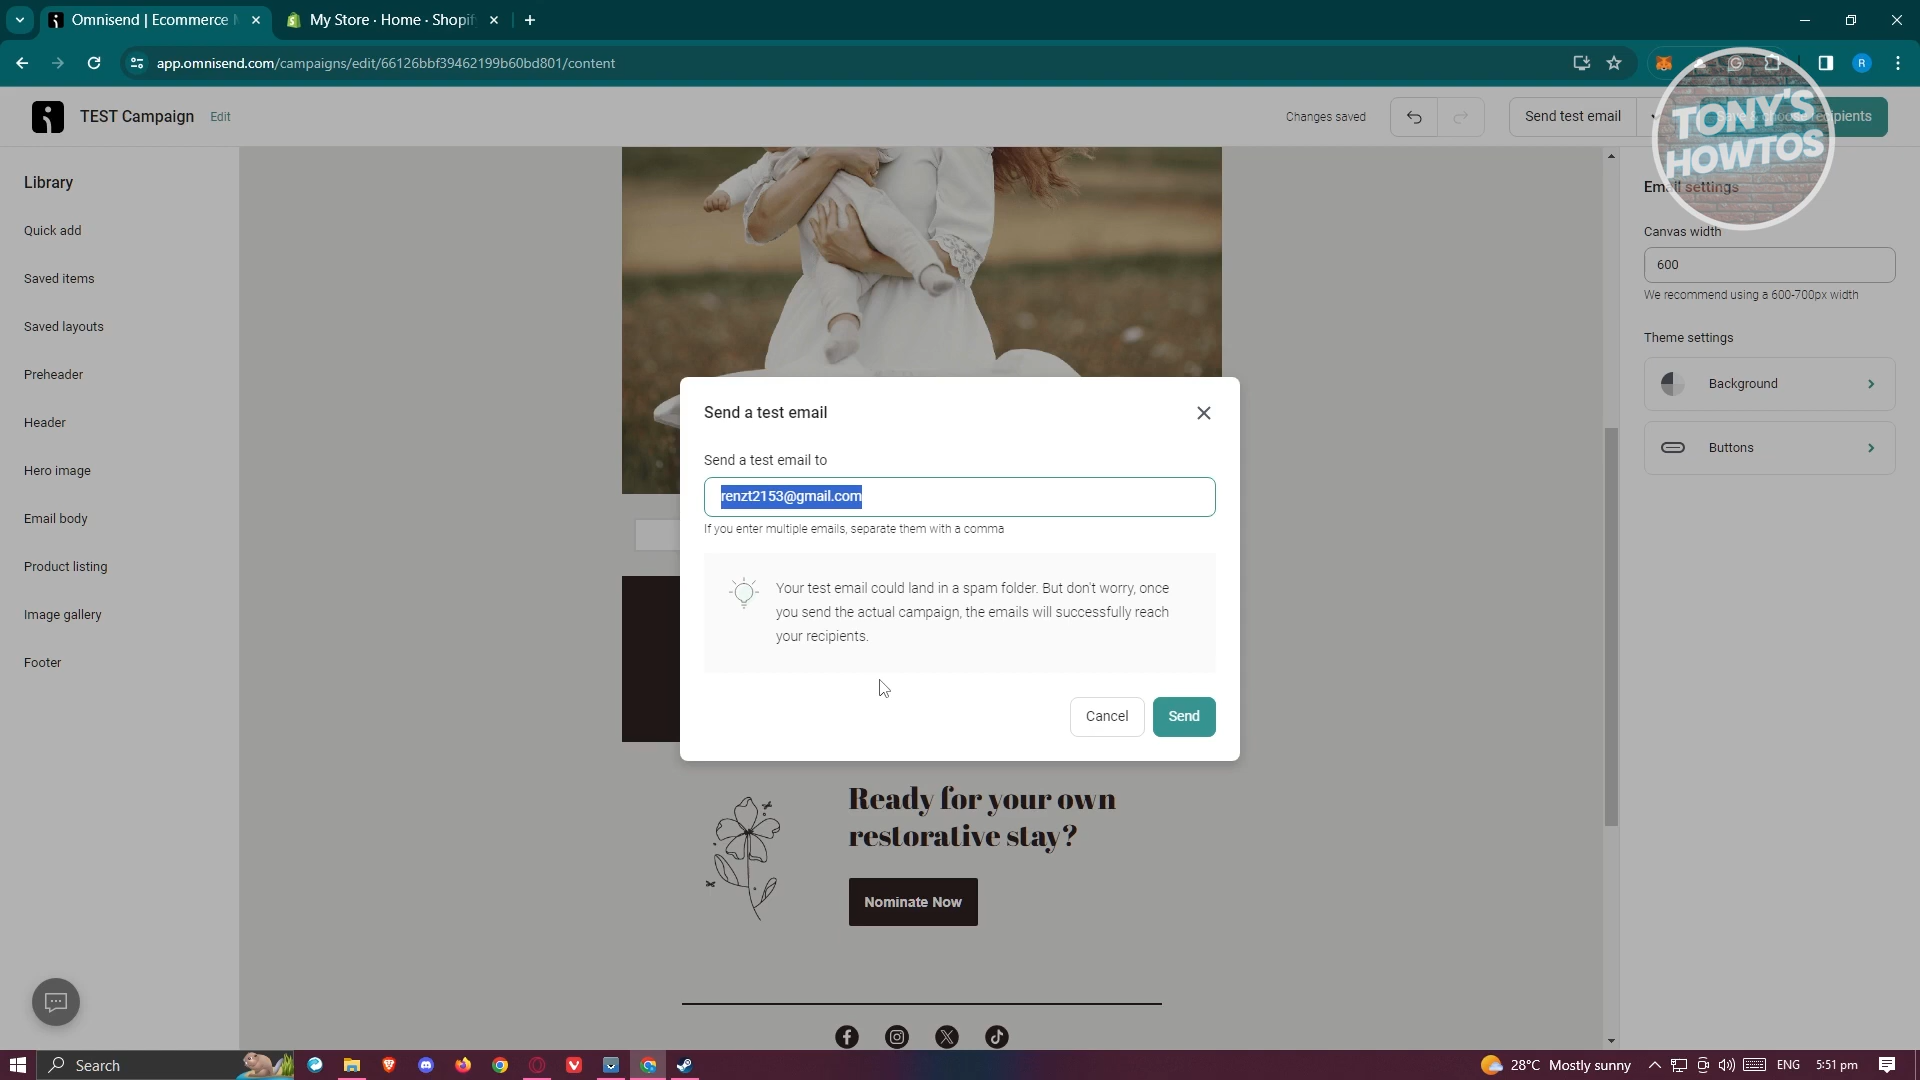 Omnisend | Ecommerce
My Store · Home · Shopif
app.omnisend.com/campaigns/edit/66126bbf39462199b60bd801/content
R
TEST Campaign
Edit
Changes saved
Send test email
Save & choose recipients
TONY'S
HOWTOS
Library
Quick add
Saved items
Saved layouts
Preheader
Header
Hero image
Email body
Product listing
Image gallery
Footer
Email settings
Canvas width
600
We recommend using a 600-700px width
Theme settings
Background
Buttons
Send a test email
Send a test email to
renzt2153@gmail.com
If you enter multiple emails, separate them with a comma
Your test email could land in a spam folder. But don't worry, once
you send the actual campaign, the emails will successfully reach
your recipients.
Cancel
Send
Ready for your own
restorative stay?
Nominate Now
Search
28°C Mostly sunny
ENG
5:51 pm